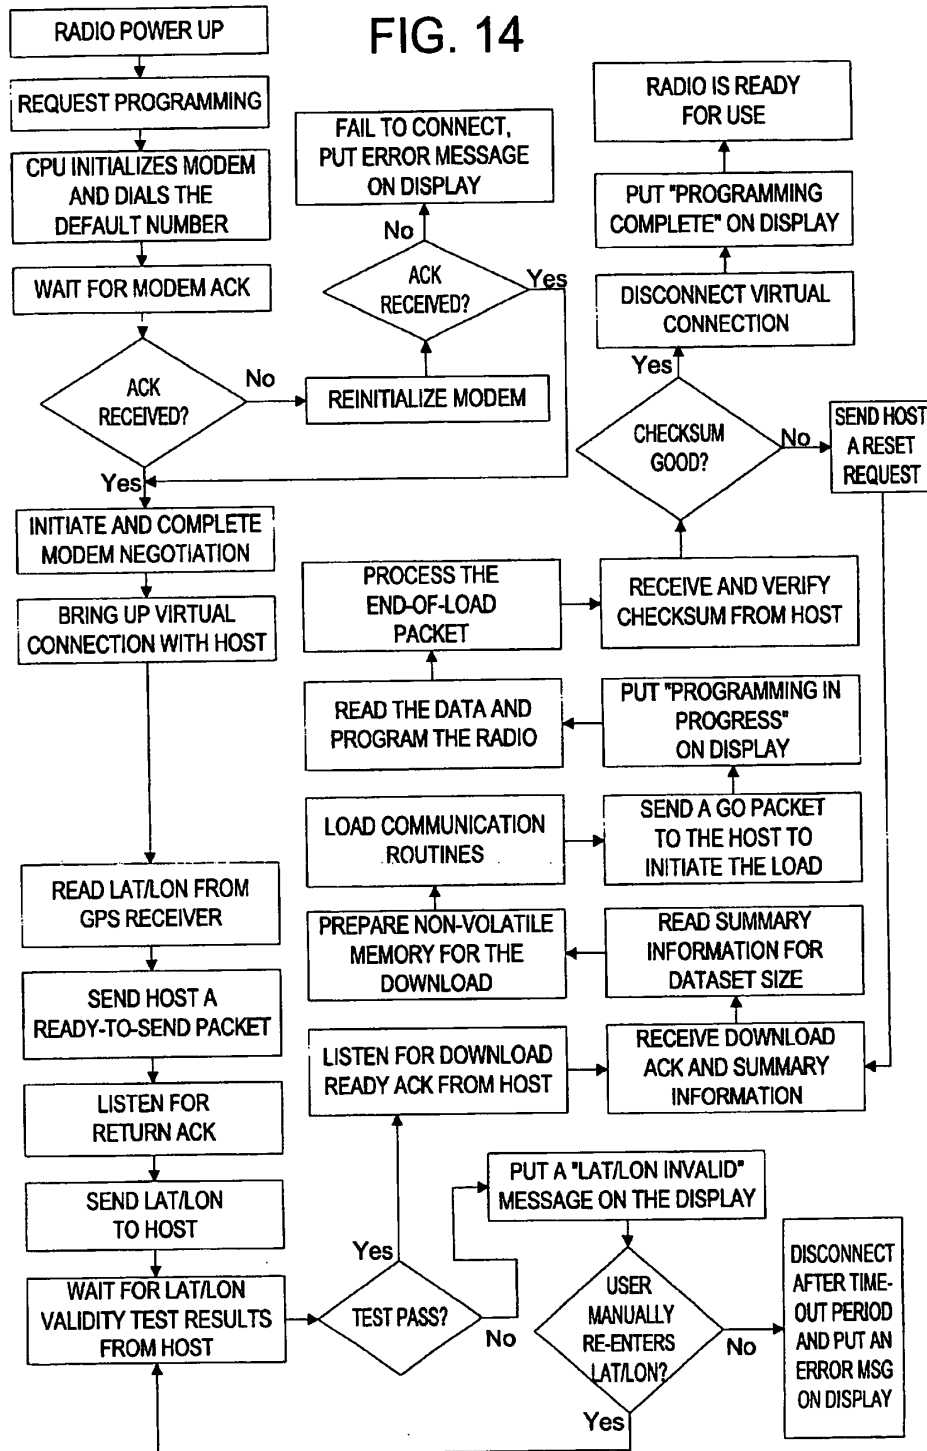 FIG. 14
RADIO POWER UP
REQUEST PROGRAMMING
CPU INITIALIZES MODEM
AND DIALS THE
DEFAULT NUMBER
WAIT FOR MODEM ACK
ACK
RECEIVED?
No
REINITIALIZE MODEM
ACK
RECEIVED?
No
Yes
FAIL TO CONNECT,
PUT ERROR MESSAGE
ON DISPLAY
Yes
INITIATE AND COMPLETE
MODEM NEGOTIATION
BRING UP VIRTUAL
CONNECTION WITH HOST
READ LAT/LON FROM
GPS RECEIVER
SEND HOST A
READY-TO-SEND PACKET
LISTEN FOR
RETURN ACK
SEND LAT/LON
TO HOST
WAIT FOR LAT/LON
VALIDITY TEST RESULTS
FROM HOST
TEST PASS?
Yes
No
PUT A "LAT/LON INVALID"
MESSAGE ON THE DISPLAY
USER
MANUALLY
RE-ENTERS
LAT/LON?
Yes
No
DISCONNECT
AFTER TIME-
OUT PERIOD
AND PUT AN
ERROR MSG
ON DISPLAY
LISTEN FOR DOWNLOAD
READY ACK FROM HOST
RECEIVE DOWNLOAD
ACK AND SUMMARY
INFORMATION
READ SUMMARY
INFORMATION FOR
DATASET SIZE
PREPARE NON-VOLATILE
MEMORY FOR THE
DOWNLOAD
LOAD COMMUNICATION
ROUTINES
SEND A GO PACKET
TO THE HOST TO
INITIATE THE LOAD
PUT "PROGRAMMING IN
PROGRESS"
ON DISPLAY
READ THE DATA AND
PROGRAM THE RADIO
PROCESS THE
END-OF-LOAD
PACKET
RECEIVE AND VERIFY
CHECKSUM FROM HOST
CHECKSUM
GOOD?
No
SEND HOST
A RESET
REQUEST
Yes
DISCONNECT VIRTUAL
CONNECTION
PUT "PROGRAMMING
COMPLETE" ON DISPLAY
RADIO IS READY
FOR USE